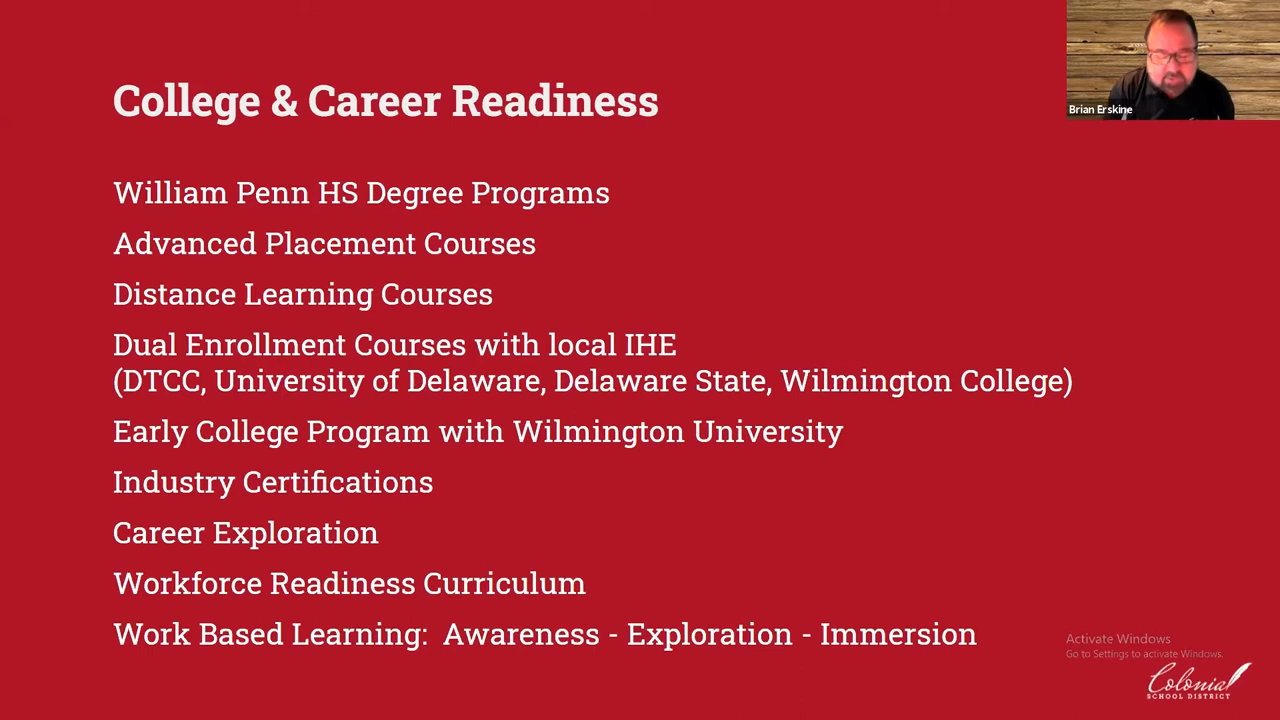 College & Career Readiness
Brian Erskine
William Penn HS Degree Programs
Advanced Placement Courses
Distance Learning Courses
Dual Enrollment Courses with local IHE
(DTCC, University of Delaware, Delaware State, Wilmington College)
Early College Program with Wilmington University
Industry Certifications
Career Exploration
Workforce Readiness Curriculum
Work Based Learning:  Awareness - Exploration - Immersion
Activate Windows
Go to Settings to activate Windows.
Colonial
SCHOOL DISTRICT